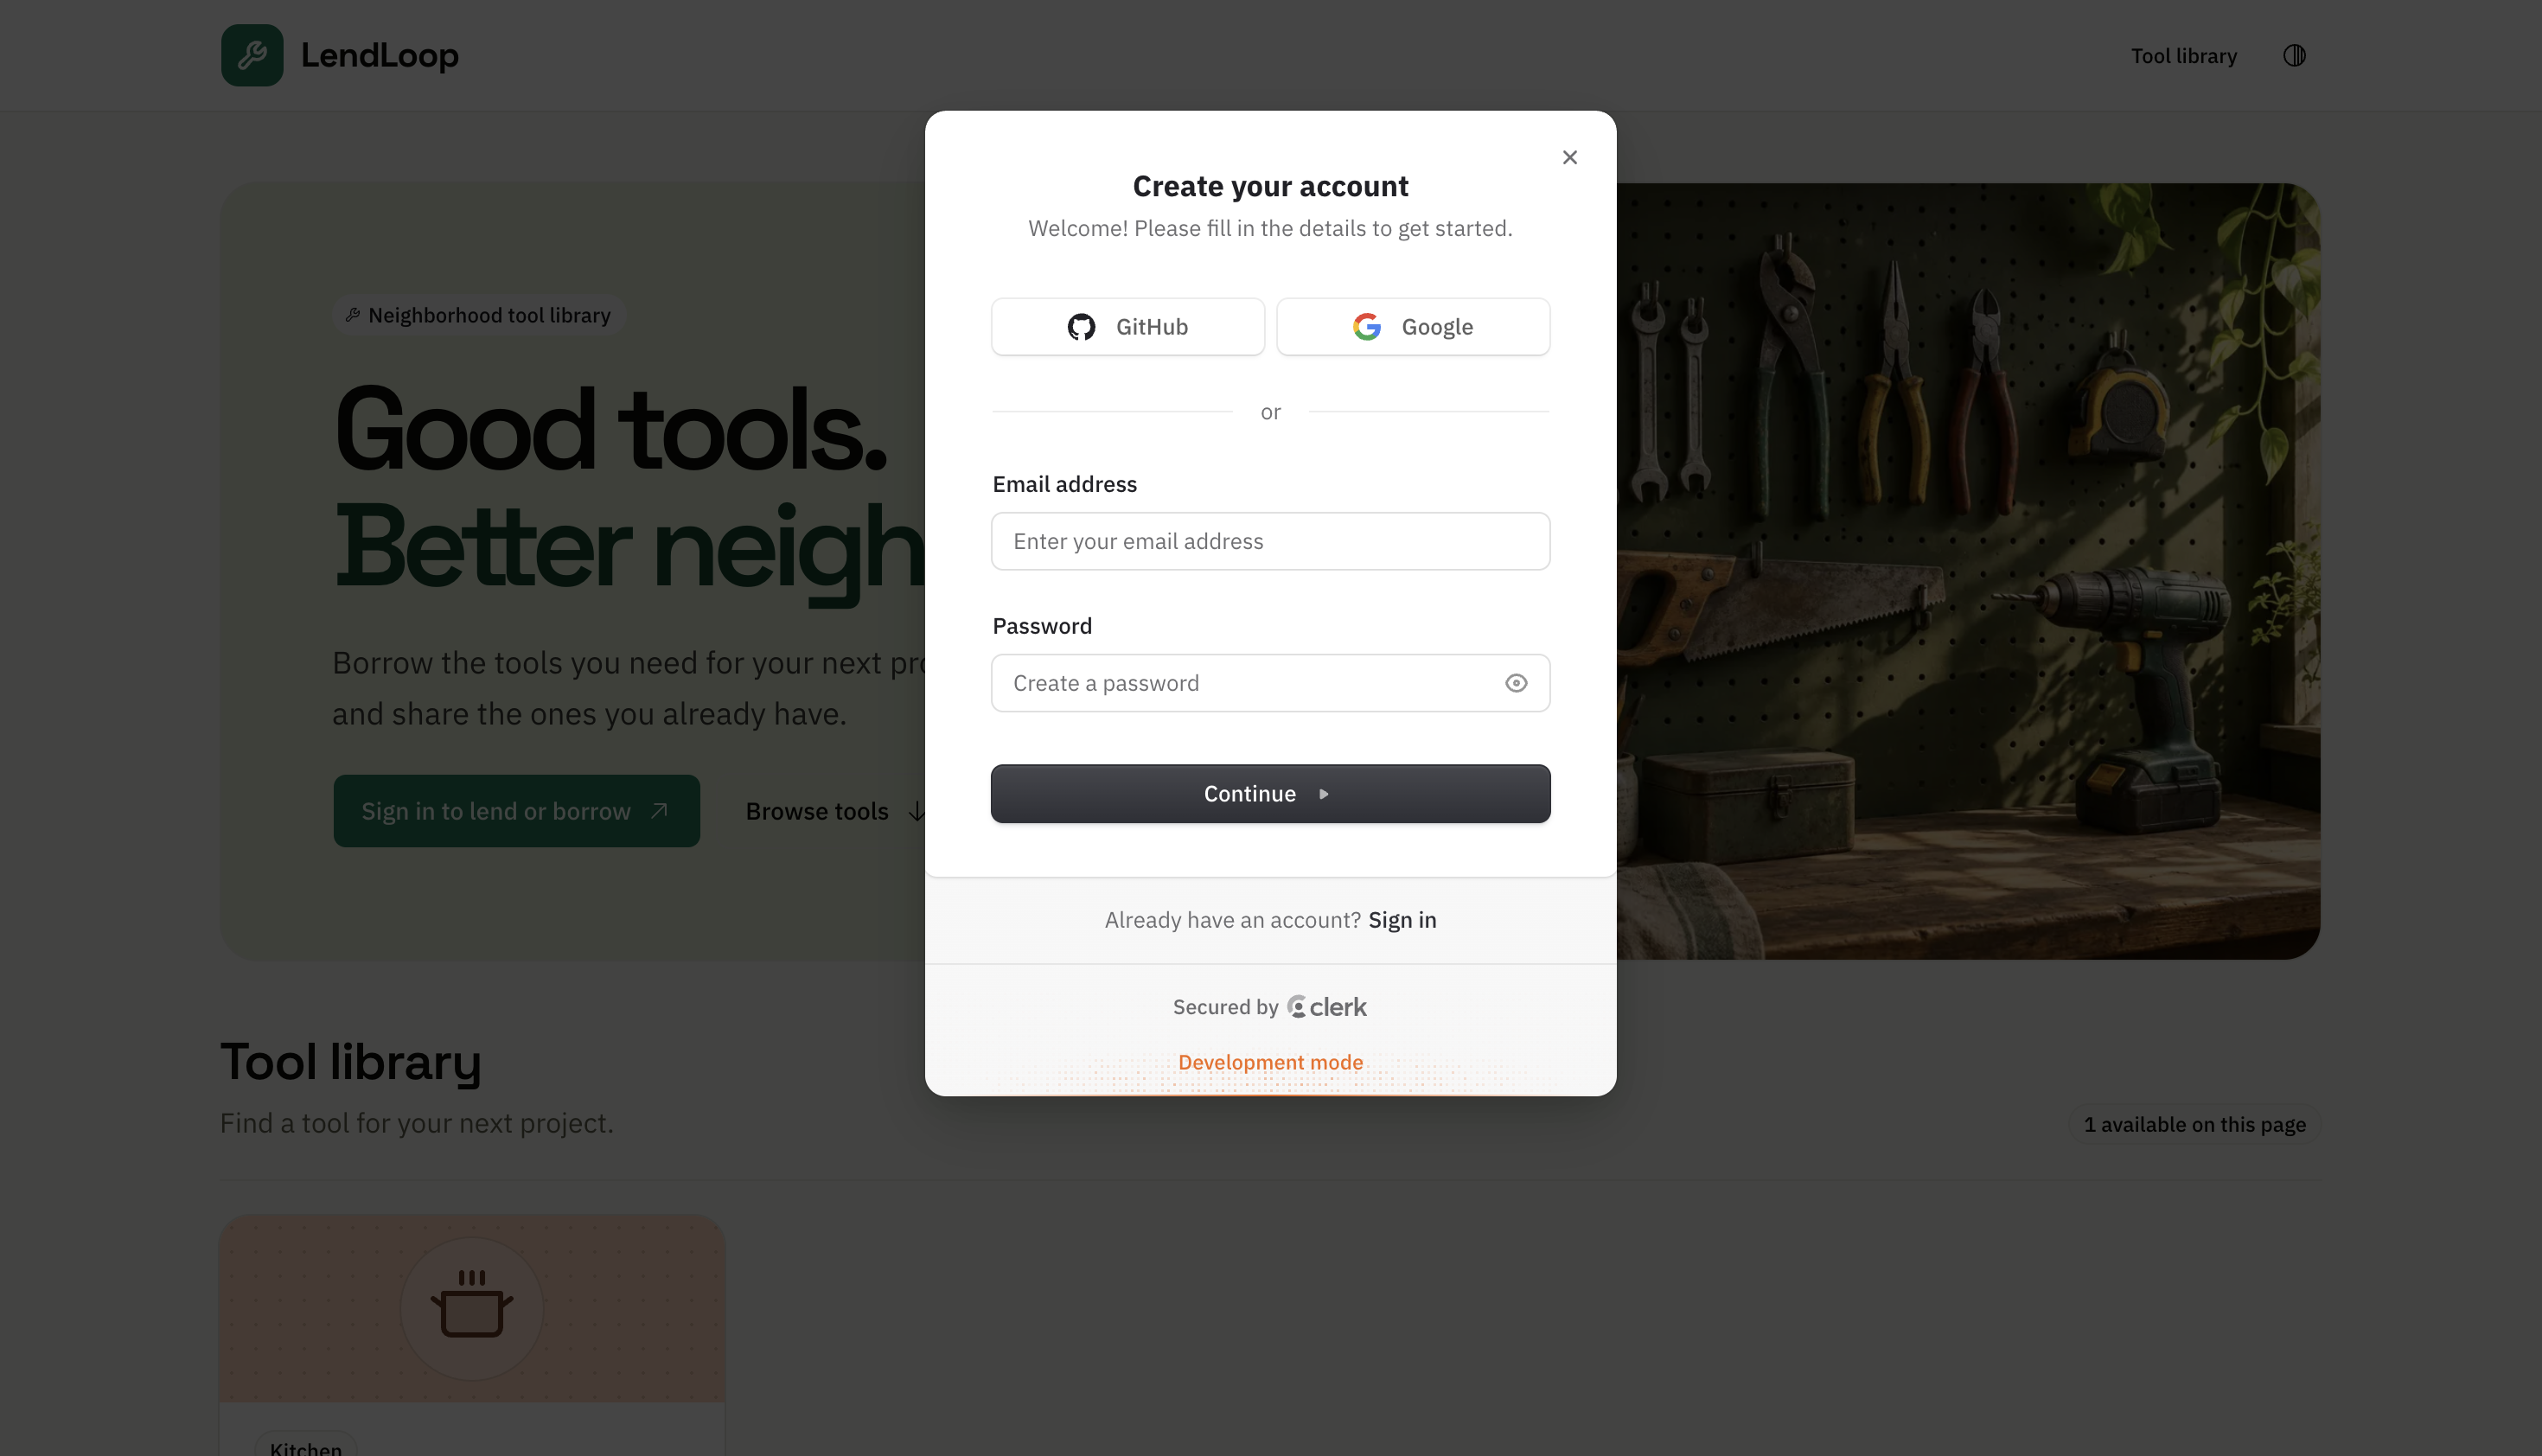 LendLoop
Tool library
Neighborhood tool library
Good tools.
Better neigh
Borrow the tools you need for your next pro
and share the ones you already have.
Sign in to lend or borrow
Browse tools
Create your account
Welcome! Please fill in the details to get started.
GitHub
Google
or
Email address
Enter your email address
Password
Create a password
Continue
Already have an account? Sign in
Secured by clerk
Development mode
Tool library
Find a tool for your next project.
1 available on this page
Kitchen